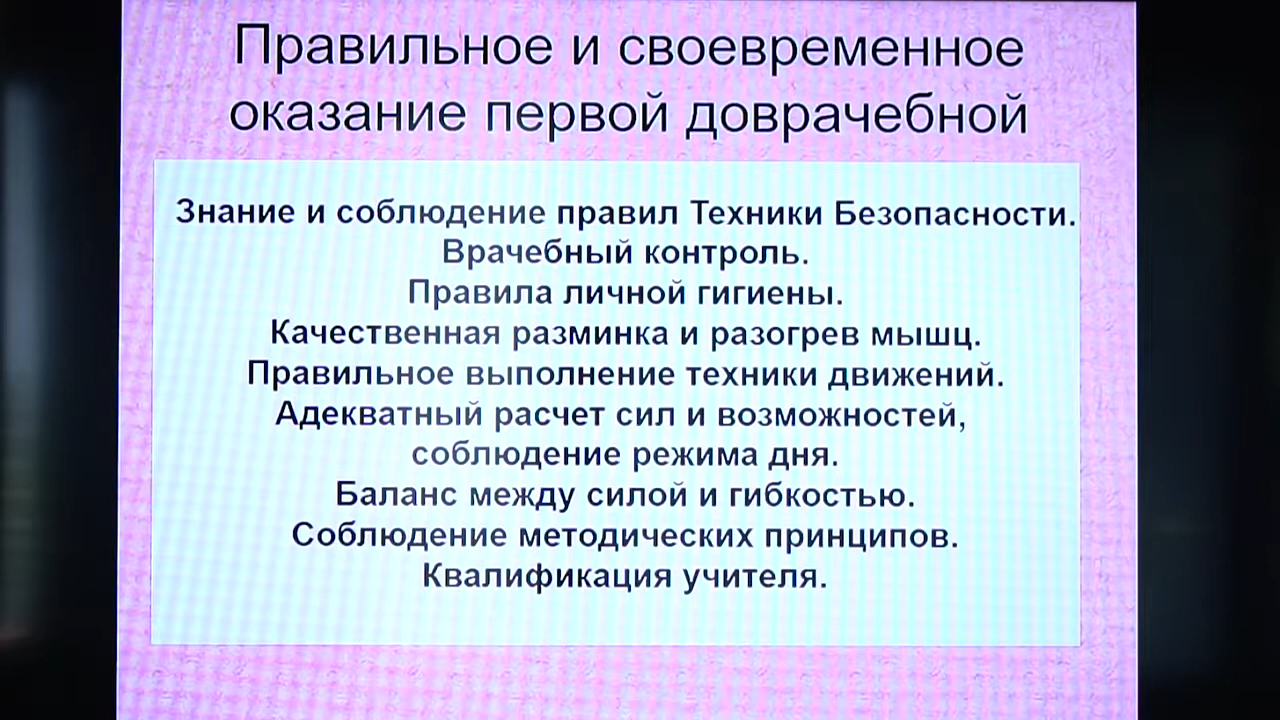 Правильное и своевременное
оказание первой доврачебной
Знание и соблюдение правил Техники Безопасности.
Врачебный контроль.
Правила личной гигиены.
Качественная разминка и разогрев мышц.
Правильное выполнение техники движений.
Адекватный расчет сил и возможностей,
соблюдение режима дня.
Баланс между силой и гибкостью.
Соблюдение методических принципов.
Квалификация учителя.